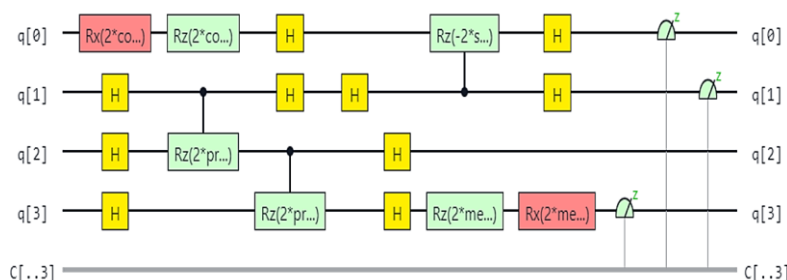 q[0] Rx(2*co...) Rz(2*co...) H Rz(-2*s... H z q[0]
q[1] H H H H z q[1]
q[2] H Rz(2*pr...) H q[2]
q[3] H Rz(2*pr...) H Rz(2*me... Rx(2*me... z q[3]
C[..3] C[..3]